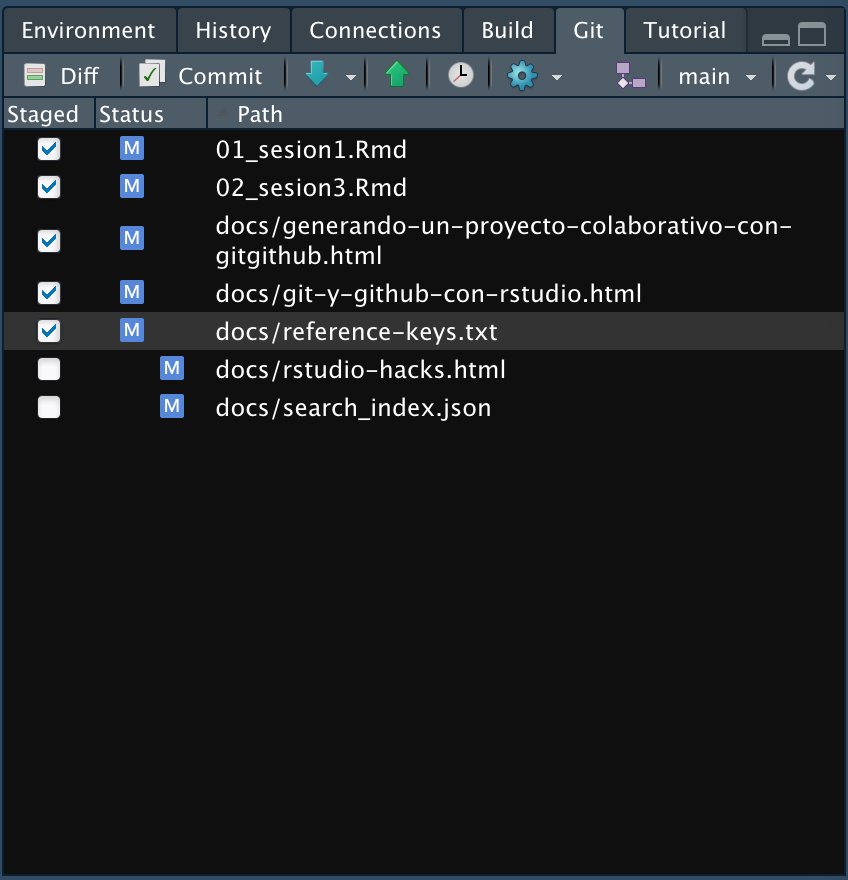 Environment History Connections Build Git Tutorial
Diff Commit main
Staged Status Path
M 01_sesion1.Rmd
M 02_sesion3.Rmd
M docs/generando-un-proyecto-colaborativo-con-
gitgithub.html
M docs/git-y-github-con-rstudio.html
M docs/reference-keys.txt
M docs/rstudio-hacks.html
M docs/search_index.json